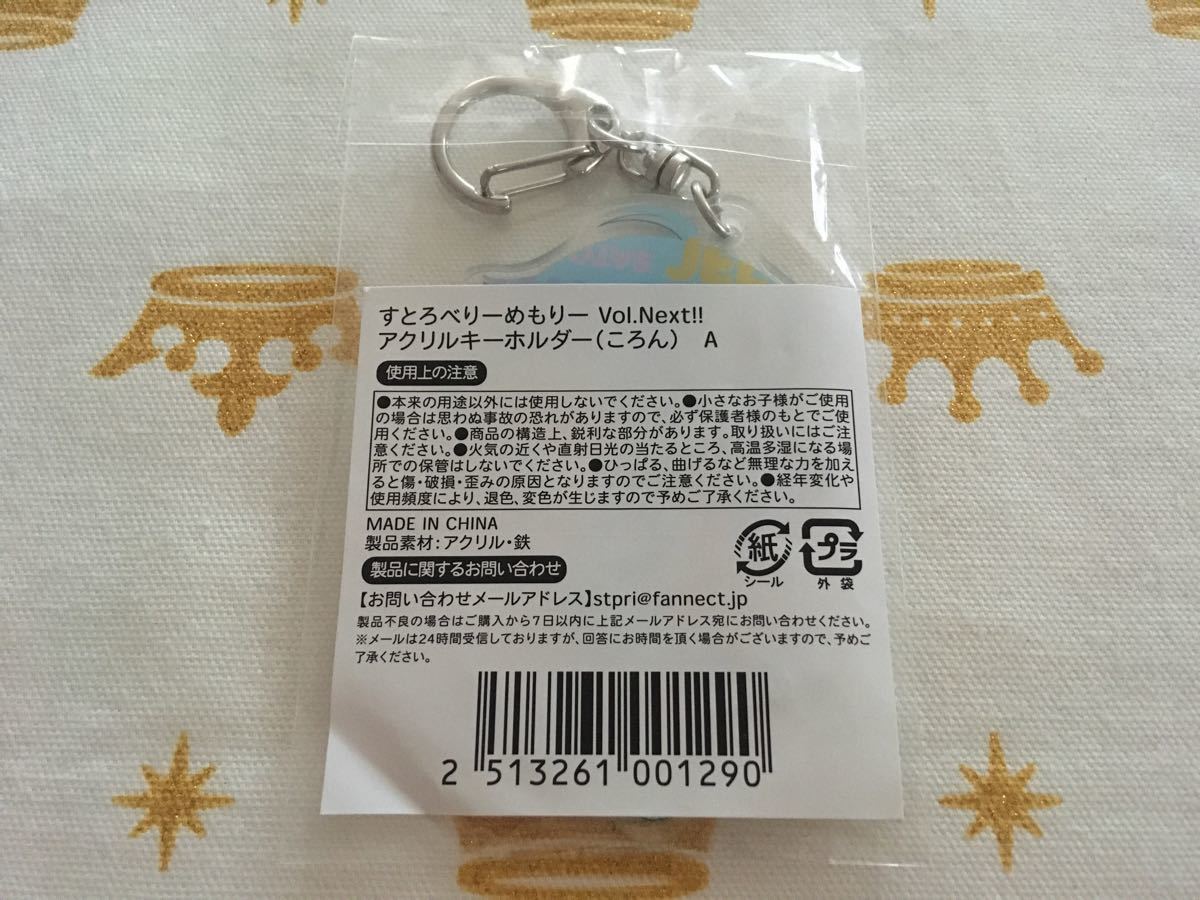 すとろべりーめもりー Vol.Next!!
アクリルキーホルダー（ころん） A
使用上の注意
●本来の用途以外には使用しないでください。●小さなお子様がご使用
の場合は思わぬ事故の恐れがありますので、必ず保護者様のもとでご使
用ください。●商品の構造上、鋭利な部分があります。取り扱いにはご注
意ください。●火気の近くや直射日光の当たるところ、高温多湿になる場
所での保管はしないでください。●ひっぱる、曲げるなど無理な力を加え
ると傷・破損・歪みの原因となりますのでご注意ください。●経年変化や
使用頻度により、退色、変色が生じますので予めご了承ください。
MADE IN CHINA
製品素材：アクリル・鉄
紙
シール
プラ
外袋
製品に関するお問い合わせ
【お問い合わせメールアドレス】stpri@fannect.jp
製品不良の場合はご購入から7日以内に上記メールアドレス宛にお問い合わせください。
※メールは24時間受信しておりますが、回答にお時間を頂く場合がございますので、予めご
了承ください。
2 513261 001290